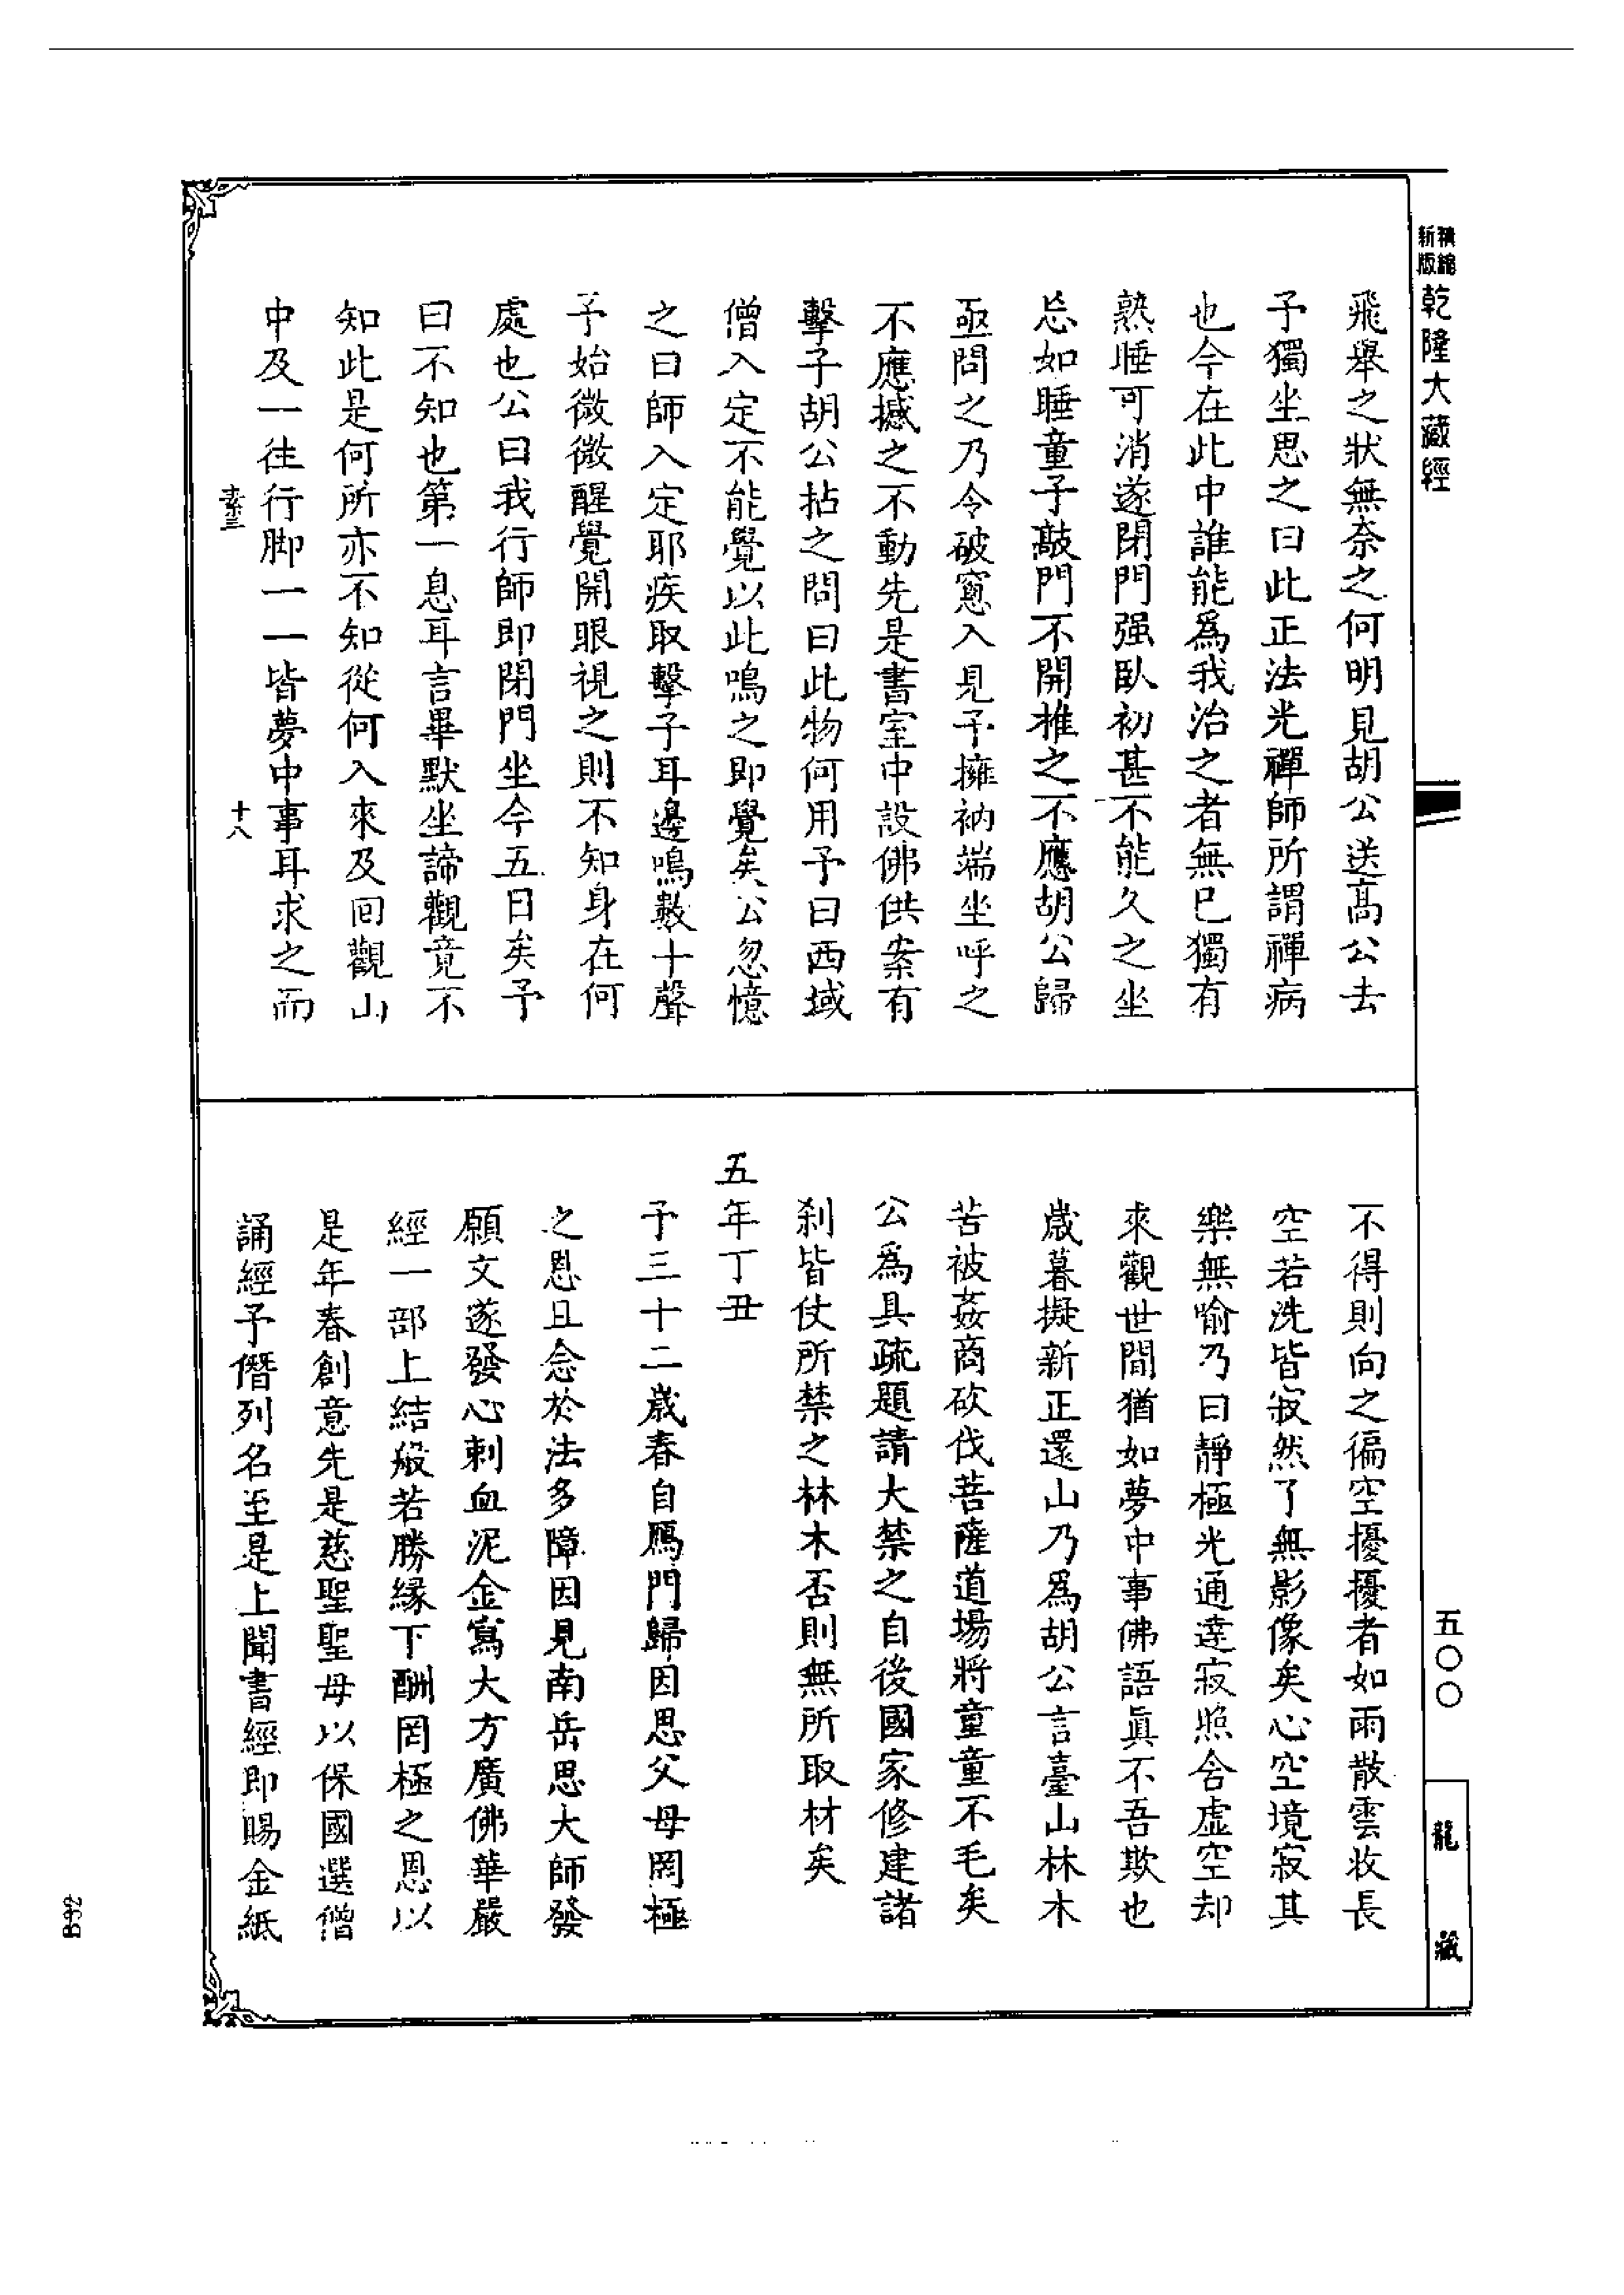 精縮
新版
乾隆大藏經
飛舉之狀無奈之何明見胡公送高公去
予獨坐思之曰此正法光禪師所謂禪病
也今在此中誰能爲我治之者無已獨有
熟睡可消遂閉門强臥初甚不能久之坐
忘如睡童子敲門不開推之不應胡公歸
亟問之乃令破窻入見予擁衲端坐呼之
不應撼之不動先是書室中設佛供案有
擊子胡公拈之問曰此物何用予曰西域
僧入定不能覺以此鳴之即覺矣公忽憶
之曰師入定耶疾取擊子耳邊鳴數十聲
予始微微醒覺開眼視之則不知身在何
處也公曰我行師即閉門坐今五日矣予
曰不知也第一息耳言畢默坐諦觀竟不
知此是何所亦不知從何入來及回觀山
中及一往行脚一一皆夢中事耳求之而
素三
十八
五〇〇
龍藏
不得則向之徧空擾擾者如雨散雲收長
空若洗皆寂然了無影像矣心空境寂其
樂無喻乃曰靜極光通達寂照含虛空却
來觀世間猶如夢中事佛語眞不吾欺也
歲暮擬新正還山乃爲胡公言臺山林木
苦被姦商砍伐菩薩道場將童童不毛矣
公爲具疏題請大禁之自後國家修建諸
刹皆仗所禁之林木否則無所取材矣
五年丁丑
予三十二歲春自鴈門歸因思父母罔極
之恩且念於法多障因見南岳思大師發
願文遂發心刺血泥金寫大方廣佛華嚴
經一部上結般若勝緣下酬罔極之恩以
是年春創意先是慈聖聖母以保國選僧
誦經予僭列名至是上聞書經即賜金紙
B92